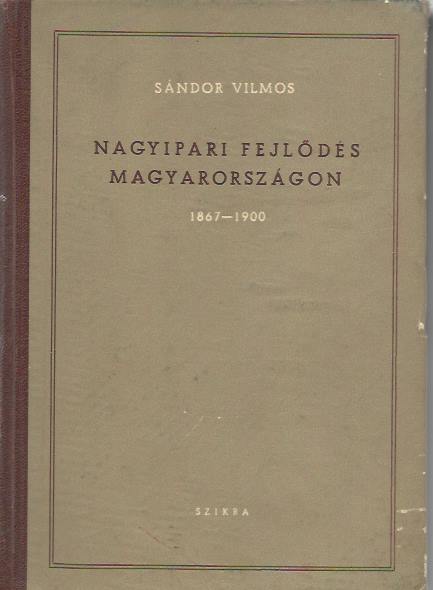 SÁNDOR VILMOS
NAGYIPARI FEJLŐDÉS
MAGYARORSZÁGON
1867—1900
SZIKRA